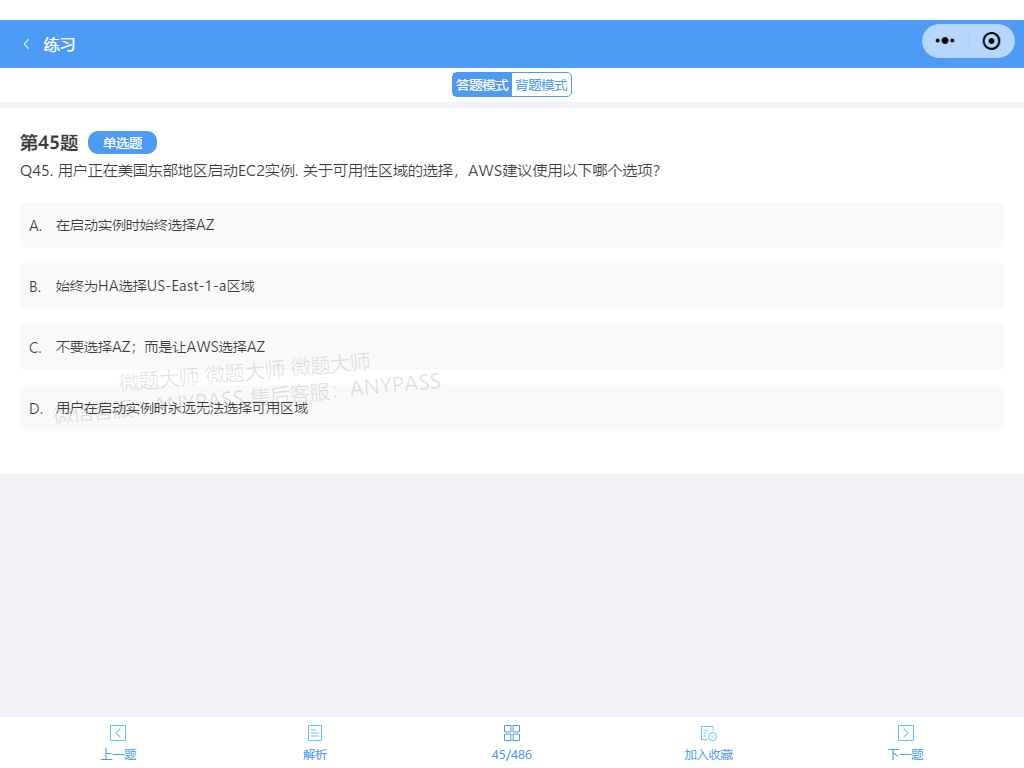 练习
答题模式 背题模式
第45题 单选题
Q45. 用户正在美国东部地区启动EC2实例. 关于可用性区域的选择，AWS建议使用以下哪个选项?
A. 在启动实例时始终选择AZ
B. 始终为HA选择US-East-1-a区域
C. 不要选择AZ；而是让AWS选择AZ
微题大师 微题大师 微题大师
微信客服：ANYPASS 售后客服：ANYPASS
D. 用户在启动实例时永远无法选择可用区域
上一题 解析 45/486 加入收藏 下一题